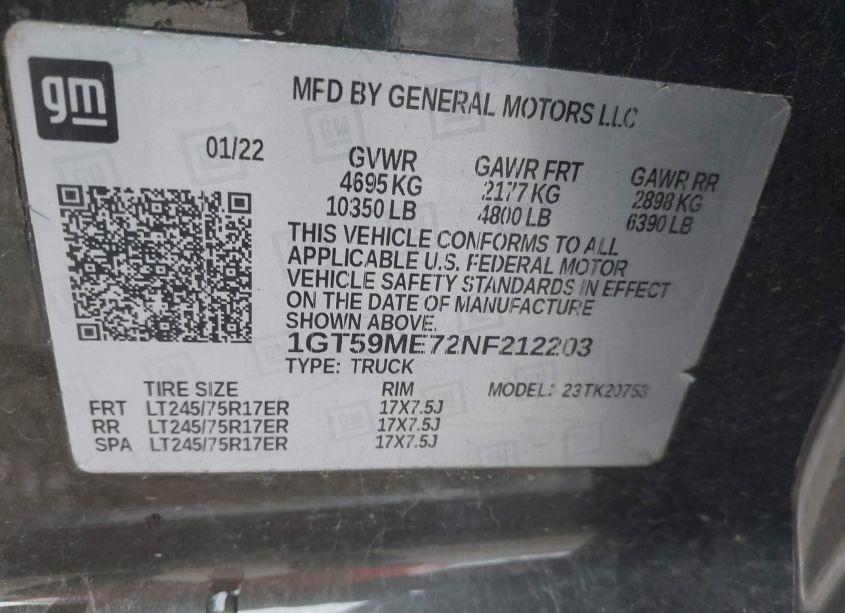 gm
MFD BY GENERAL MOTORS LLC
01/22
GVWR GAWR FRT GAWR RR
4695 KG 2177 KG 2898 KG
10350 LB 4800 LB 6390 LB
THIS VEHICLE CONFORMS TO ALL
APPLICABLE U.S. FEDERAL MOTOR
VEHICLE SAFETY STANDARDS IN EFFECT
ON THE DATE OF MANUFACTURE
SHOWN ABOVE.
1GT59ME72NF212203
TYPE: TRUCK
TIRE SIZE RIM MODEL: 23TK20753
FRT LT245/75R17ER 17X7.5J
RR LT245/75R17ER 17X7.5J
SPA LT245/75R17ER 17X7.5J